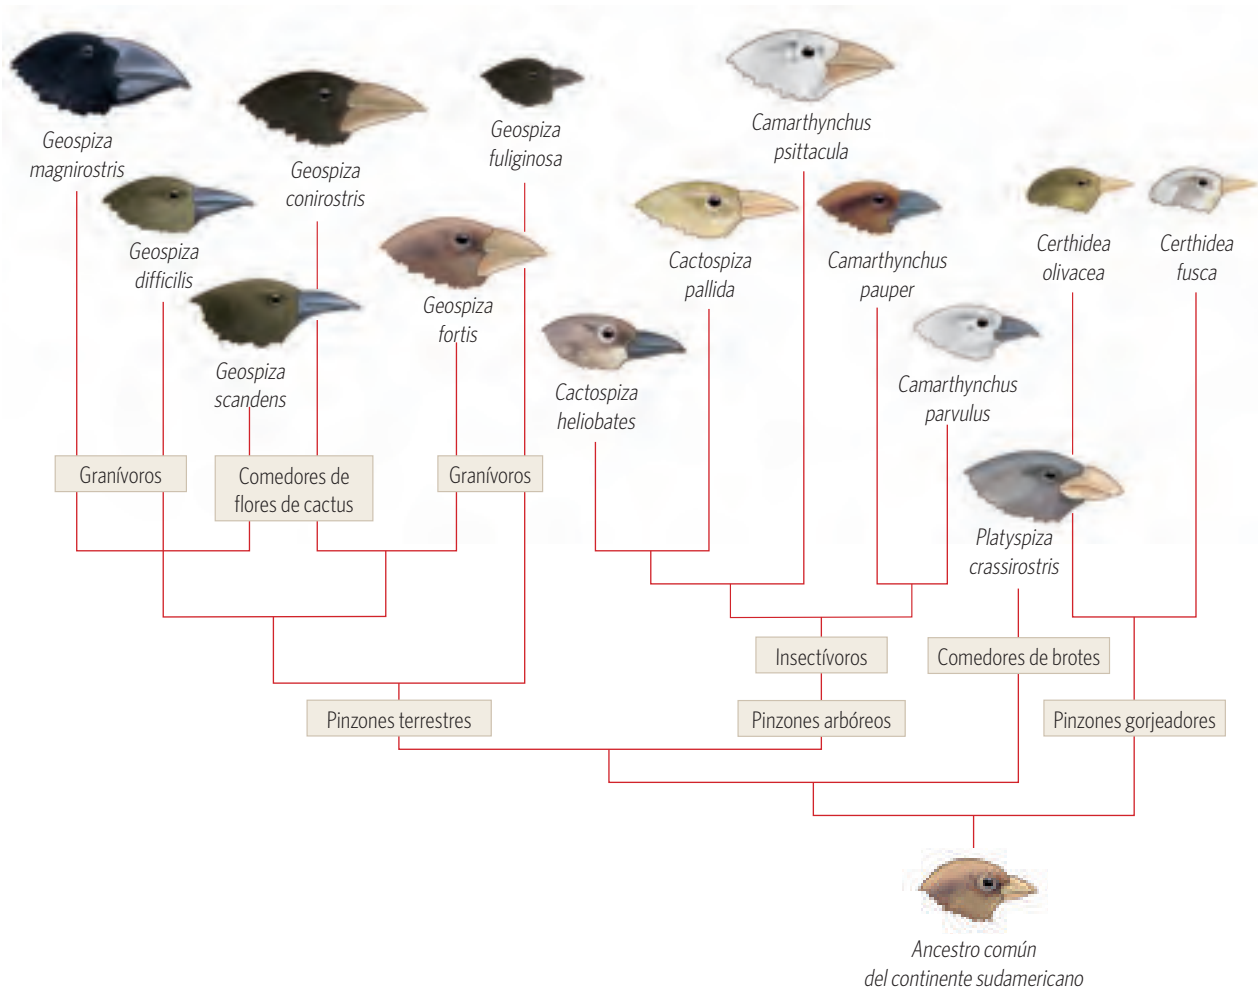 Geospiza
magnirostris
Geospiza
conirostris
Geospiza
fuliginosa
Camarthynchus
psittacula
Geospiza
difficilis
Geospiza
fortis
Cactospiza
pallida
Camarthynchus
pauper
Certhidea
olivacea
Certhidea
fusca
Geospiza
scandens
Cactospiza
heliobates
Camarthynchus
parvulus
Granívoros
Comedores de
flores de cactus
Granívoros
Platyspiza
crassirostris
Insectívoros
Comedores de brotes
Pinzones terrestres
Pinzones arbóreos
Pinzones gorjeadores
Ancestro común
del continente sudamericano